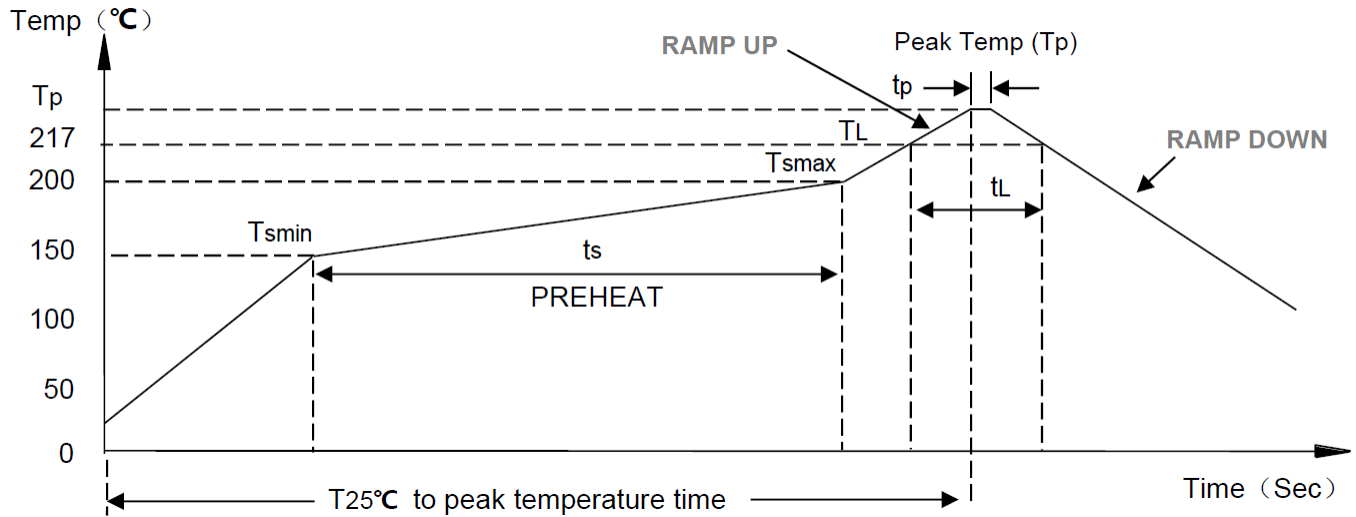 Temp（℃）
RAMP UP
Peak Temp (Tp)
tp
Tp
217
TL
RAMP DOWN
Tsmax
200
tL
Tsmin
150
ts
PREHEAT
100
50
0
T25℃ to peak temperature time
Time（Sec）